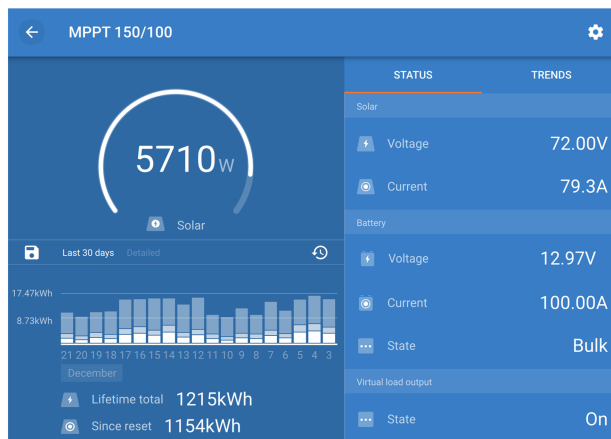 MPPT 150/100
5710W
Solar
Last 30 days Detailed
17.47kWh
8.73kWh
21 20 19 18 17 16 15 14 13 12 11 10 9 8 7 6 5 4 3
December
Lifetime total 1215kWh
Since reset 1154kWh
STATUS TRENDS
Solar
Voltage 72.00V
Current 79.3A
Battery
Voltage 12.97V
Current 100.00A
State Bulk
Virtual load output
State On